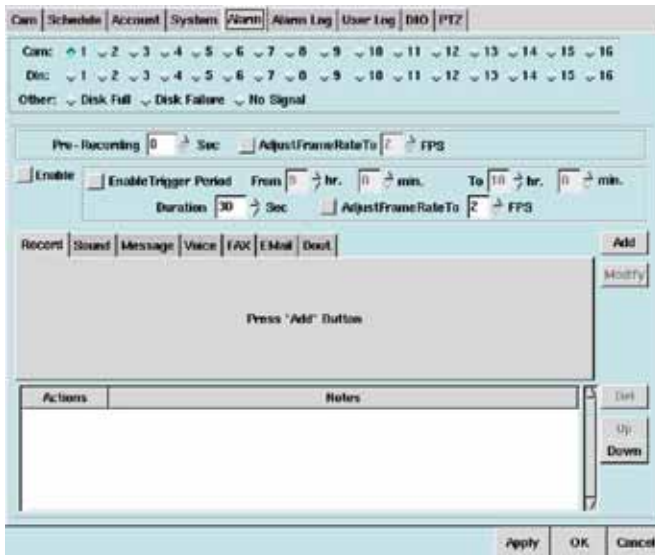 Cam Schedule Account System Alarm Alarm Log User Log DIO PTZ
Cam: 1 2 3 4 5 6 7 8 9 10 11 12 13 14 15 16
Din: 1 2 3 4 5 6 7 8 9 10 11 12 13 14 15 16
Other: Disk Full Disk Failure No Signal
Pre-Recording 0 Sec AdjustFrameRateTo 2 FPS
Enable EnableTrigger Period From hr. 0 min. To hr. 0 min.
Duration 30 Sec AdjustFrameRateTo 2 FPS
Record Sound Message Voice FAX EMail Dout
Add
Modify
Press "Add" Button
Actions Notes
Del
Up
Down
Apply OK Cancel